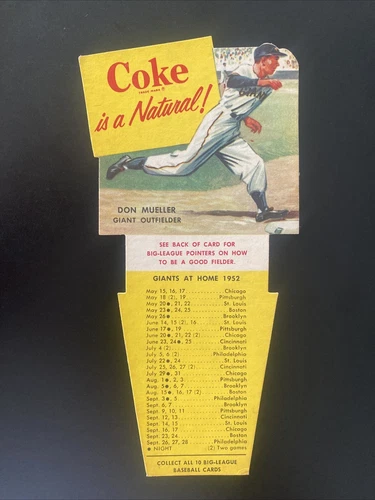 Coke
TRADE MARK ®
is a Natural!
DON MUELLER
GIANT OUTFIELDER
SEE BACK OF CARD FOR
BIG-LEAGUE POINTERS ON HOW
TO BE A GOOD FIELDER.
GIANTS AT HOME 1952
May 15, 16, 17 Chicago
May 18 (2), 19 Pittsburgh
May 20●, 21, 22 St. Louis
May 23●, 24, 25 Boston
May 26● Brooklyn
June 14, 15 (2), 16 St. Louis
June 17●, 19 Pittsburgh
June 20●, 21, 22 (2) Chicago
June 23, 24●, 25 Cincinnati
July 4 (2) Brooklyn
July 5, 6 (2) Philadelphia
July 22●, 24 St. Louis
July 25, 26, 27 (2) Cincinnati
July 29●, 31 Chicago
Aug. 1●, 2, 3 Pittsburgh
Aug. 5●, 6, 7 Brooklyn
Aug. 15●, 16, 17 (2) Boston
Sept. 3●, 5 Philadelphia
Sept. 6, 7 Brooklyn
Sept. 9, 10, 11 Pittsburgh
Sept. 12, 13 Cincinnati
Sept. 14, 15 St. Louis
Sept. 16, 17 Chicago
Sept. 23, 24 Boston
Sept. 26, 27, 28 Philadelphia
● NIGHT (2) Two games
COLLECT ALL 10 BIG-LEAGUE
BASEBALL CARDS